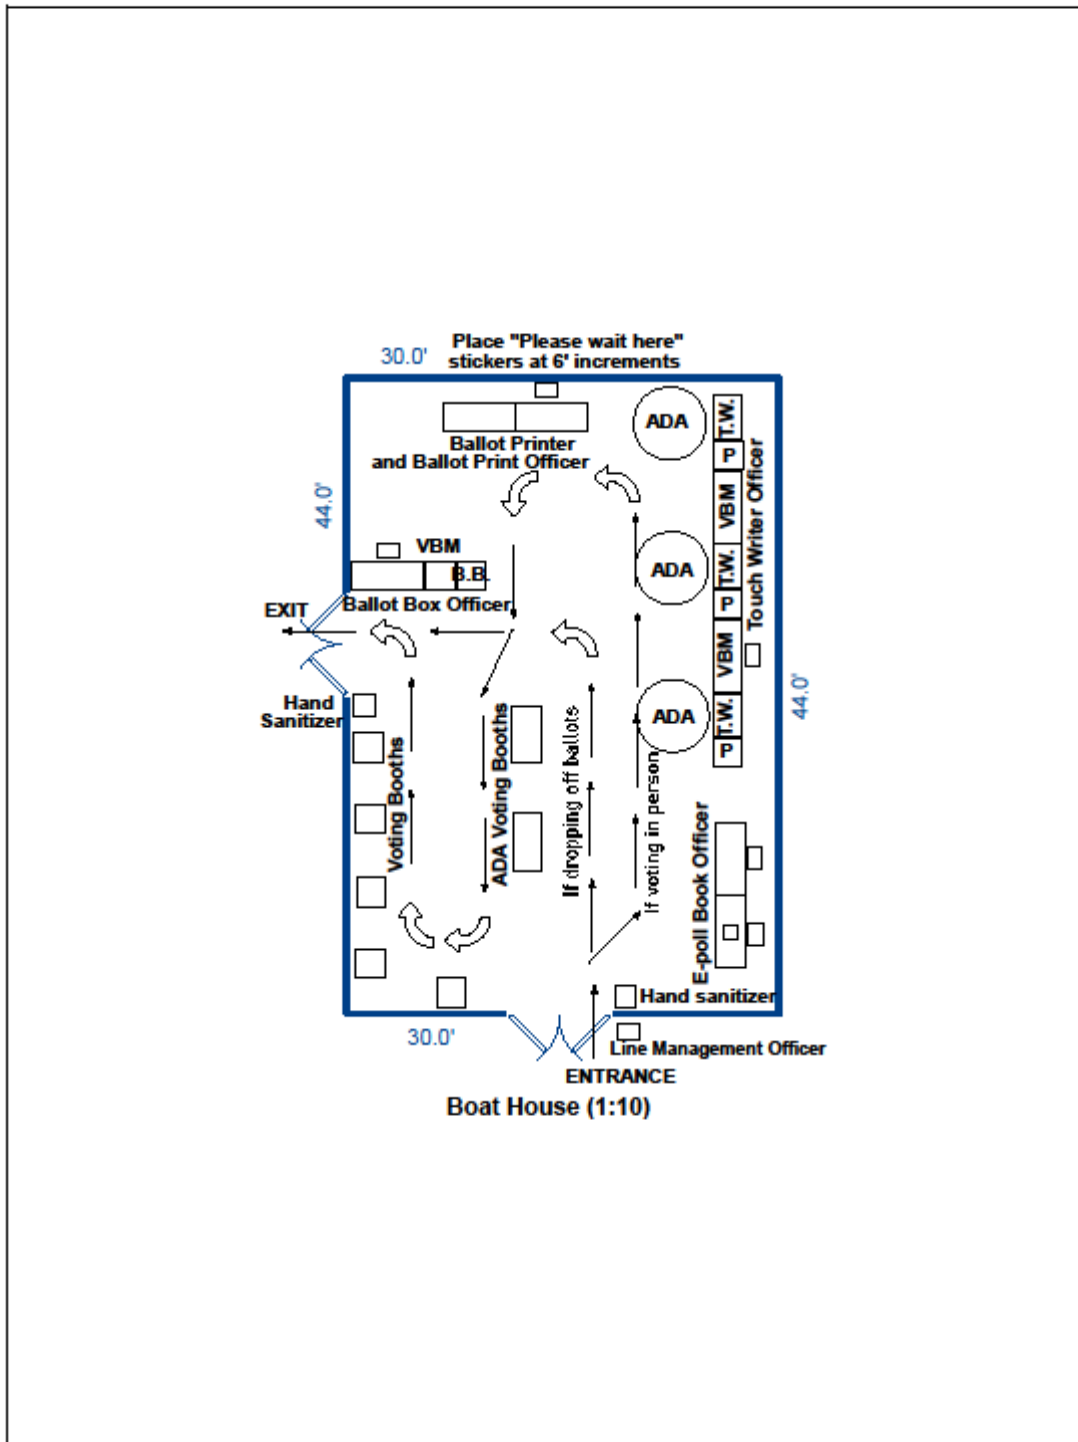 Place "Please wait here"
stickers at 6' increments
30.0'
ADA
T.W.
P
Ballot Printer
and Ballot Print Officer
VBM
44.0'
Touch Writer Officer
VBM
ADA
T.W.
P
B.B.
Ballot Box Officer
EXIT
VBM
Hand
Sanitizer
ADA
T.W.
P
44.0'
Voting Booths
ADA Voting Booths
If dropping off ballots
If voting in person
E-poll Book Officer
Hand sanitizer
30.0'
Line Management Officer
ENTRANCE
Boat House (1:10)